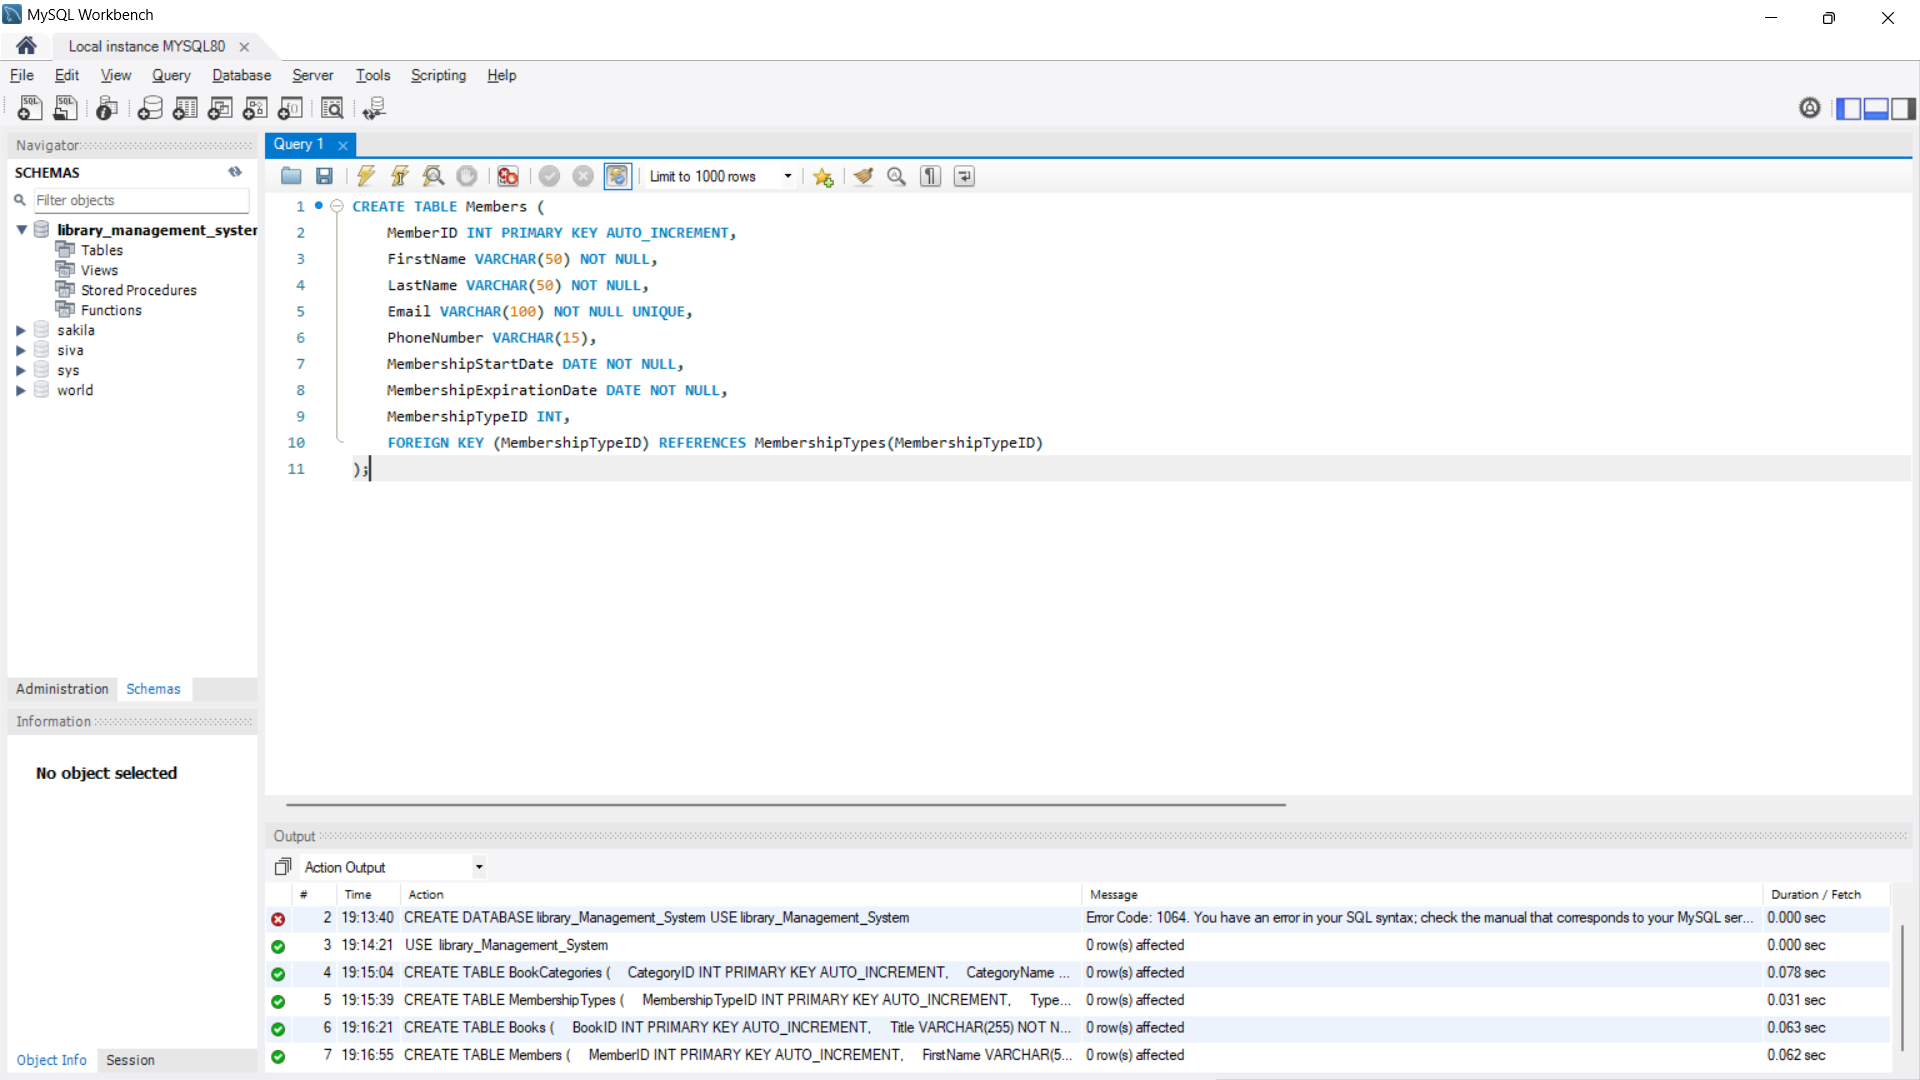 MySQL Workbench
Local instance MYSQL80
File Edit View Query Database Server Tools Scripting Help
Navigator
SCHEMAS
Filter objects
library_management_syster
Tables
Views
Stored Procedures
Functions
sakila
siva
sys
world
Administration Schemas
Information
No object selected
Object Info Session
Query 1
Limit to 1000 rows
1 CREATE TABLE Members (
2 MemberID INT PRIMARY KEY AUTO_INCREMENT,
3 FirstName VARCHAR(50) NOT NULL,
4 LastName VARCHAR(50) NOT NULL,
5 Email VARCHAR(100) NOT NULL UNIQUE,
6 PhoneNumber VARCHAR(15),
7 MembershipStartDate DATE NOT NULL,
8 MembershipExpirationDate DATE NOT NULL,
9 MembershipTypeID INT,
10 FOREIGN KEY (MembershipTypeID) REFERENCES MembershipTypes(MembershipTypeID)
11 );
Output
Action Output
# Time Action Message Duration / Fetch
2 19:13:40 CREATE DATABASE library_Management_System USE library_Management_System Error Code: 1064. You have an error in your SQL syntax; check the manual that corresponds to your MySQL ser... 0.000 sec
3 19:14:21 USE library_Management_System 0 row(s) affected 0.000 sec
4 19:15:04 CREATE TABLE BookCategories ( CategoryID INT PRIMARY KEY AUTO_INCREMENT, CategoryName ... 0 row(s) affected 0.078 sec
5 19:15:39 CREATE TABLE MembershipTypes ( MembershipTypeID INT PRIMARY KEY AUTO_INCREMENT, Type... 0 row(s) affected 0.031 sec
6 19:16:21 CREATE TABLE Books ( BookID INT PRIMARY KEY AUTO_INCREMENT, Title VARCHAR(255) NOT N... 0 row(s) affected 0.063 sec
7 19:16:55 CREATE TABLE Members ( MemberID INT PRIMARY KEY AUTO_INCREMENT, FirstName VARCHAR(5... 0 row(s) affected 0.062 sec